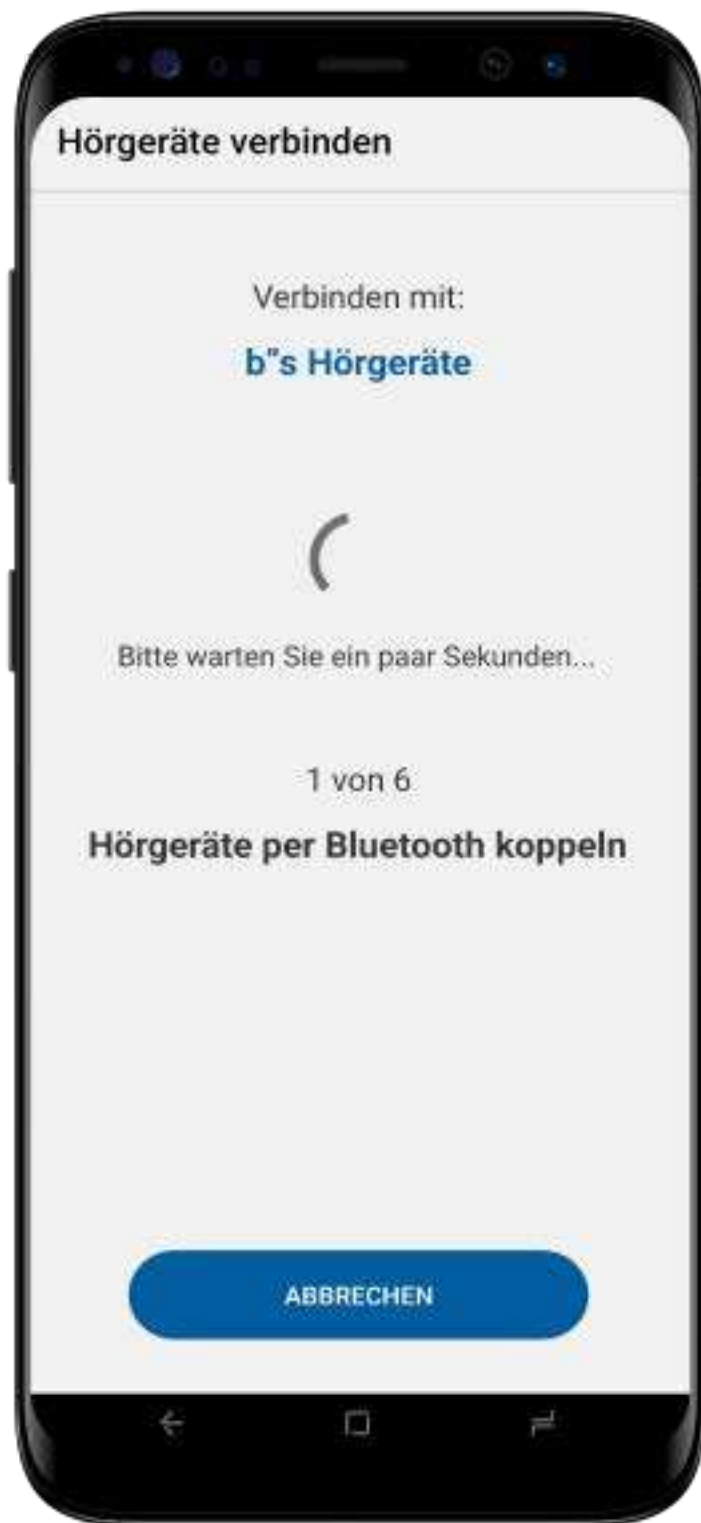 Hörgeräte verbinden
Verbinden mit:
b"s Hörgeräte
Bitte warten Sie ein paar Sekunden...
1 von 6
Hörgeräte per Bluetooth koppeln
ABBRECHEN